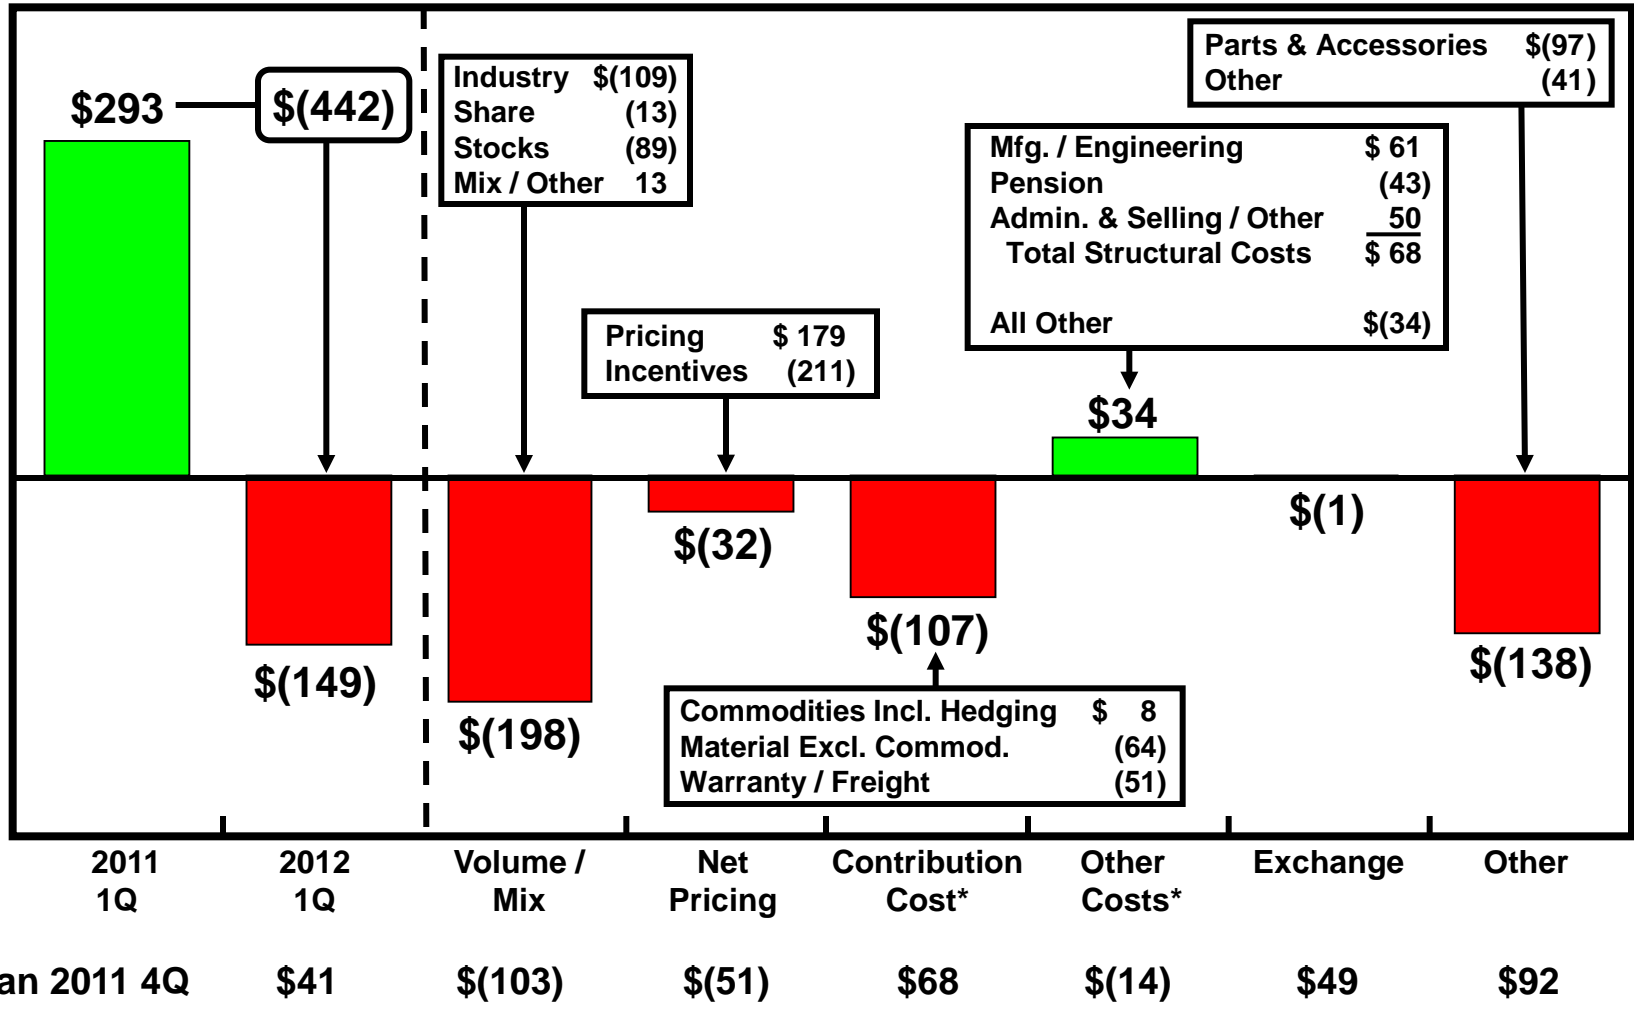 $293
$(442)
Industry $(109)
Share (13)
Stocks (89)
Mix / Other 13
Parts & Accessories $(97)
Other (41)
Mfg. / Engineering $ 61
Pension (43)
Admin. & Selling / Other 50
Total Structural Costs $ 68
All Other $(34)
Pricing $ 179
Incentives (211)
$34
$(1)
$(32)
$(107)
$(138)
$(149)
$(198)
Commodities Incl. Hedging $ 8
Material Excl. Commod. (64)
Warranty / Freight (51)
2011 2012 Volume / Net Contribution Other Exchange Other
1Q 1Q Mix Pricing Cost* Costs*
an 2011 4Q $41 $(103) $(51) $68 $(14) $49 $92